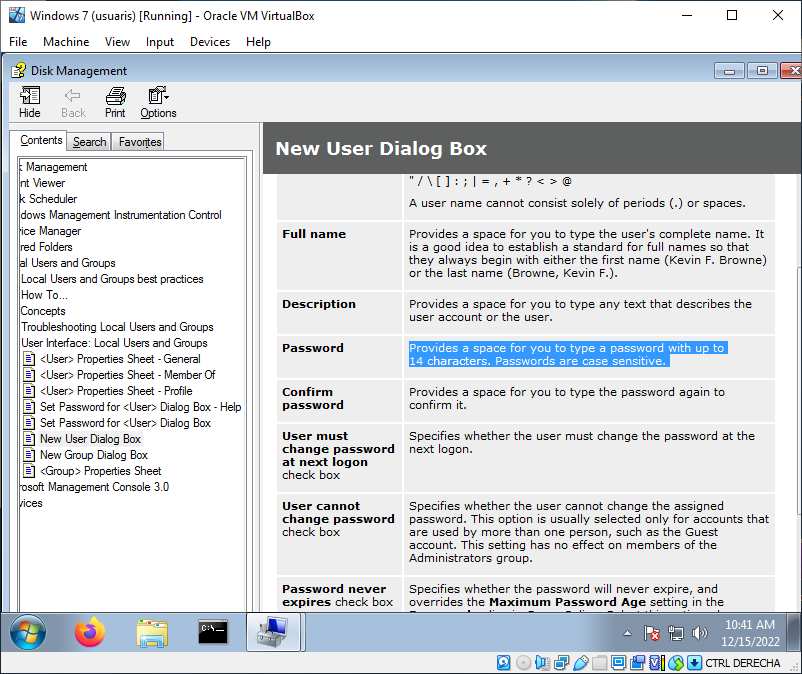 Windows 7 (usuaris) [Running] - Oracle VM VirtualBox
File Machine View Input Devices Help
Disk Management
Hide Back Print Options
Contents Search Favorites
k Management
nt Viewer
k Scheduler
dows Management Instrumentation Control
vice Manager
red Folders
al Users and Groups
Local Users and Groups best practices
How To...
Concepts
Troubleshooting Local Users and Groups
User Interface: Local Users and Groups
<User> Properties Sheet - General
<User> Properties Sheet - Member Of
<User> Properties Sheet - Profile
Set Password for <User> Dialog Box - Help
Set Password for <User> Dialog Box
New User Dialog Box
New Group Dialog Box
<Group> Properties Sheet
rosoft Management Console 3.0
vices
New User Dialog Box
" / \ [ ] : ; | = , + * ? < > @
A user name cannot consist solely of periods (.) or spaces.
Full name
Provides a space for you to type the user's complete name. It
is a good idea to establish a standard for full names so that
they always begin with either the first name (Kevin F. Browne)
or the last name (Browne, Kevin F.).
Description
Provides a space for you to type any text that describes the
user account or the user.
Password
Provides a space for you to type a password with up to
14 characters. Passwords are case sensitive.
Confirm
password
Provides a space for you to type the password again to
confirm it.
User must
change password
at next logon
check box
Specifies whether the user must change the password at the
next logon.
User cannot
change password
check box
Specifies whether the user cannot change the assigned
password. This option is usually selected only for accounts that
are used by more than one person, such as the Guest
account. This setting has no effect on members of the
Administrators group.
Password never
expires check box
Specifies whether the password will never expire, and
overrides the Maximum Password Age setting in the
10:41 AM
12/15/2022
CTRL DERECHA